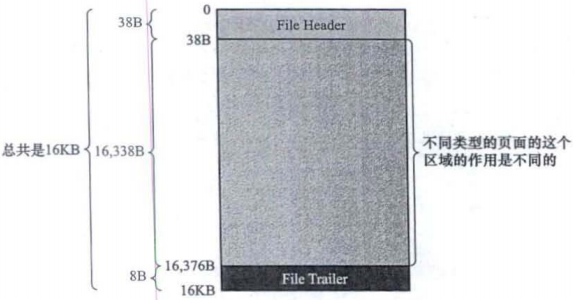 0
38B
File Header
38B
总共是16KB
16,338B
不同类型的页面的这个
区域的作用是不同的
16,376B
8B
File Trailer
16KB